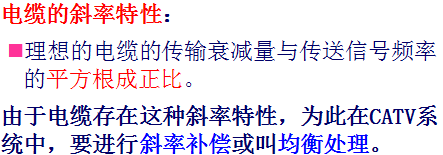 电缆的斜率特性：
理想的电缆的传输衰减量与传送信号频率
的平方根成正比。
由于电缆存在这种斜率特性，为此在CATV系
统中，要进行斜率补偿或叫均衡处理。